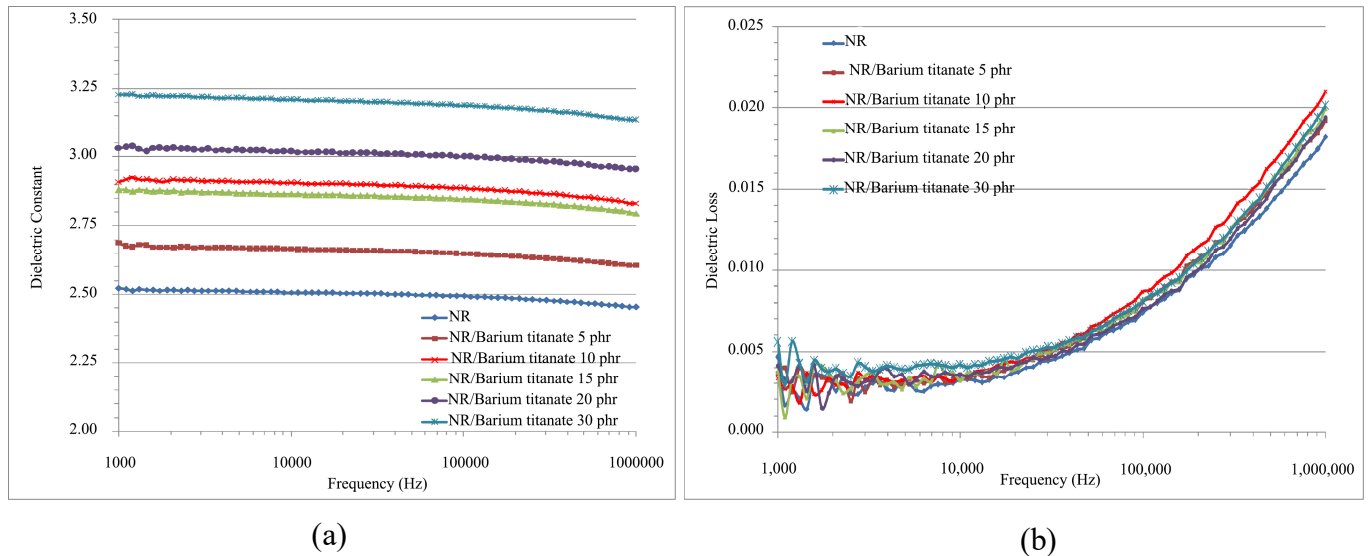 3.50
3.25
3.00
2.75
2.50
2.25
2.00
Dielectric Constant
NR
NR/Barium titanate 5 phr
NR/Barium titanate 10 phr
NR/Barium titanate 15 phr
NR/Barium titanate 20 phr
NR/Barium titanate 30 phr
1000 10000 100000 1000000
Frequency (Hz)
(a)
0.025
0.020
0.015
0.010
0.005
0.000
Dielectric Loss
NR
NR/Barium titanate 5 phr
NR/Barium titanate 10 phr
NR/Barium titanate 15 phr
NR/Barium titanate 20 phr
NR/Barium titanate 30 phr
1,000 10,000 100,000 1,000,000
Frequency (Hz)
(b)